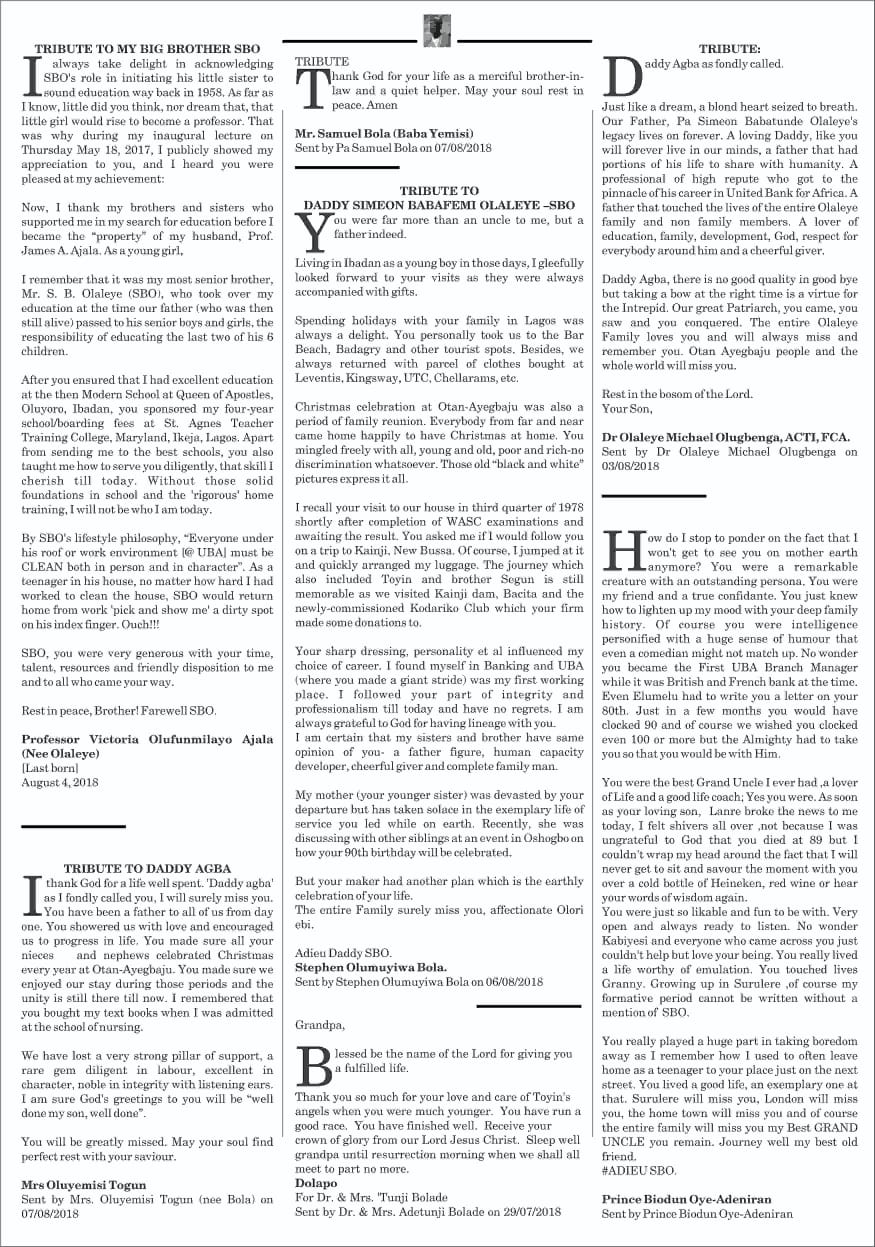 TRIBUTE TO MY BIG BROTHER SBO
I always take delight in acknowledging
SBO's role in initiating his little sister to
sound education way back in 1958. As far as
I know, little did you think, nor dream that, that
little girl would rise to become a professor. That
was why during my inaugural lecture on
Thursday May 18, 2017, I publicly showed my
appreciation to you, and I heard you were
pleased at my achievement:
Now, I thank my brothers and sisters who
supported me in my search for education before I
became the “property” of my husband, Prof.
James A. Ajala. As a young girl,
I remember that it was my most senior brother,
Mr. S. B. Olaleye (SBO), who took over my
education at the time our father (who was then
still alive) passed to his senior boys and girls, the
responsibility of educating the last two of his 6
children.
After you ensured that I had excellent education
at the then Modern School at Queen of Apostles,
Oluyoro, Ibadan, you sponsored my four-year
school/boarding fees at St. Agnes Teacher
Training College, Maryland, Ikeja, Lagos. Apart
from sending me to the best schools, you also
taught me how to serve you diligently, that skill I
cherish till today. Without those solid
foundations in school and the 'rigorous' home
training, I will not be who I am today.
By SBO's lifestyle philosophy, “Everyone under
his roof or work environment [@ UBA] must be
CLEAN both in person and in character”. As a
teenager in his house, no matter how hard I had
worked to clean the house, SBO would return
home from work 'pick and show me' a dirty spot
on his index finger. Ouch!!!
SBO, you were very generous with your time,
talent, resources and friendly disposition to me
and to all who came your way.
Rest in peace, Brother! Farewell SBO.
Professor Victoria Olufunmilayo Ajala
(Nee Olaleye)
[Last born]
August 4, 2018
TRIBUTE TO DADDY AGBA
I thank God for a life well spent. 'Daddy agba'
as I fondly called you, I will surely miss you.
You have been a father to all of us from day
one. You showered us with love and encouraged
us to progress in life. You made sure all your
nieces and nephews celebrated Christmas
every year at Otan-Ayegbaju. You made sure we
enjoyed our stay during those periods and the
unity is still there till now. I remembered that
you bought my text books when I was admitted
at the school of nursing.
We have lost a very strong pillar of support, a
rare gem diligent in labour, excellent in
character, noble in integrity with listening ears.
I am sure God's greetings to you will be “well
done my son, well done”.
You will be greatly missed. May your soul find
perfect rest with your saviour.
Mrs Oluyemisi Togun
Sent by Mrs. Oluyemisi Togun (nee Bola) on
07/08/2018
TRIBUTE
Thank God for your life as a merciful brother-in-
law and a quiet helper. May your soul rest in
peace. Amen
Mr. Samuel Bola (Baba Yemisi)
Sent by Pa Samuel Bola on 07/08/2018
TRIBUTE TO
DADDY SIMEON BABAFEMI OLALEYE –SBO
You were far more than an uncle to me, but a
father indeed.
Living in Ibadan as a young boy in those days, I gleefully
looked forward to your visits as they were always
accompanied with gifts.
Spending holidays with your family in Lagos was
always a delight. You personally took us to the Bar
Beach, Badagry and other tourist spots. Besides, we
always returned with parcel of clothes bought at
Leventis, Kingsway, UTC, Chellarams, etc.
Christmas celebration at Otan-Ayegbaju was also a
period of family reunion. Everybody from far and near
came home happily to have Christmas at home. You
mingled freely with all, young and old, poor and rich-no
discrimination whatsoever. Those old “black and white”
pictures express it all.
I recall your visit to our house in third quarter of 1978
shortly after completion of WASC examinations and
awaiting the result. You asked me if I would follow you
on a trip to Kainji, New Bussa. Of course, I jumped at it
and quickly arranged my luggage. The journey which
also included Toyin and brother Segun is still
memorable as we visited Kainji dam, Bacita and the
newly-commissioned Kodariko Club which your firm
made some donations to.
Your sharp dressing, personality et al influenced my
choice of career. I found myself in Banking and UBA
(where you made a giant stride) was my first working
place. I followed your part of integrity and
professionalism till today and have no regrets. I am
always grateful to God for having lineage with you.
I am certain that my sisters and brother have same
opinion of you- a father figure, human capacity
developer, cheerful giver and complete family man.
My mother (your younger sister) was devasted by your
departure but has taken solace in the exemplary life of
service you led while on earth. Recently, she was
discussing with other siblings at an event in Oshogbo on
how your 90th birthday will be celebrated.
But your maker had another plan which is the earthly
celebration of your life.
The entire Family surely miss you, affectionate Olori
ebi.
Adieu Daddy SBO.
Stephen Olumuyiwa Bola.
Sent by Stephen Olumuyiwa Bola on 06/08/2018
Grandpa,
Blessed be the name of the Lord for giving you
a fulfilled life.
Thank you so much for your love and care of Toyin's
angels when you were much younger. You have run a
good race. You have finished well. Receive your
crown of glory from our Lord Jesus Christ. Sleep well
grandpa until resurrection morning when we shall all
meet to part no more.
Dolapo
For Dr. & Mrs. 'Tunji Bolade
Sent by Dr. & Mrs. Adetunji Bolade on 29/07/2018
TRIBUTE:
Daddy Agba as fondly called.
Just like a dream, a blond heart seized to breath.
Our Father, Pa Simeon Babatunde Olaleye's
legacy lives on forever. A loving Daddy, like you
will forever live in our minds, a father that had
portions of his life to share with humanity. A
professional of high repute who got to the
pinnacle of his career in United Bank for Africa. A
father that touched the lives of the entire Olaleye
family and non family members. A lover of
education, family, development, God, respect for
everybody around him and a cheerful giver.
Daddy Agba, there is no good quality in good bye
but taking a bow at the right time is a virtue for
the Intrepid. Our great Patriarch, you came, you
saw and you conquered. The entire Olaleye
Family loves you and will always miss and
remember you. Otan Ayegbaju people and the
whole world will miss you.
Rest in the bosom of the Lord.
Your Son,
Dr Olaleye Michael Olugbenga, ACTI, FCA.
Sent by Dr Olaleye Michael Olugbenga on
03/08/2018
How do I stop to ponder on the fact that I
won't get to see you on mother earth
anymore? You were a remarkable
creature with an outstanding persona. You were
my friend and a true confidante. You just knew
how to lighten up my mood with your deep family
history. Of course you were intelligence
personified with a huge sense of humour that
even a comedian might not match up. No wonder
you became the First UBA Branch Manager
while it was British and French bank at the time.
Even Elumelu had to write you a letter on your
80th. Just in a few months you would have
clocked 90 and of course we wished you clocked
even 100 or more but the Almighty had to take
you so that you would be with Him.
You were the best Grand Uncle I ever had ,a lover
of Life and a good life coach; Yes you were. As soon
as your loving son, Lanre broke the news to me
today, I felt shivers all over ,not because I was
ungrateful to God that you died at 89 but I
couldn't wrap my head around the fact that I will
never get to sit and savour the moment with you
over a cold bottle of Heineken, red wine or hear
your words of wisdom again.
You were just so likable and fun to be with. Very
open and always ready to listen. No wonder
Kabiyesi and everyone who came across you just
couldn't help but love your being. You really lived
a life worthy of emulation. You touched lives
Granny. Growing up in Surulere ,of course my
formative period cannot be written without a
mention of SBO.
You really played a huge part in taking boredom
away as I remember how I used to often leave
home as a teenager to your place just on the next
street. You lived a good life, an exemplary one at
that. Surulere will miss you, London will miss
you, the home town will miss you and of course
the entire family will miss you my Best GRAND
UNCLE you remain. Journey well my best old
friend.
#ADIEU SBO.
Prince Biodun Oye-Adeniran
Sent by Prince Biodun Oye-Adeniran